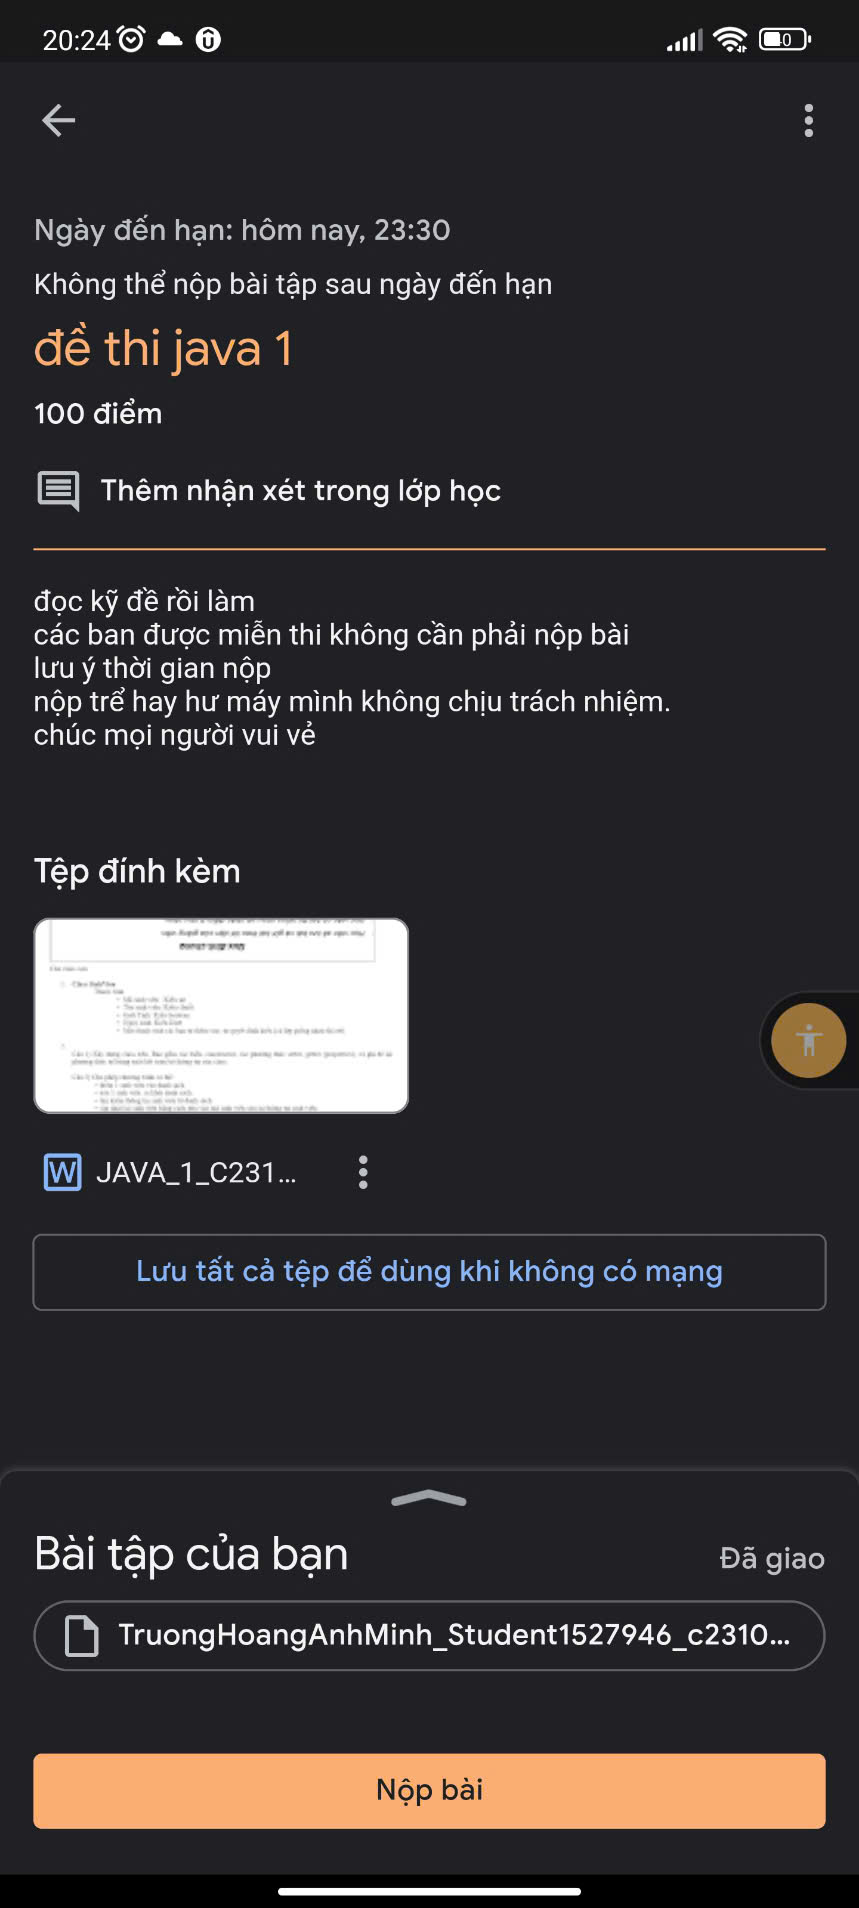 20:24
Ngày đến hạn: hôm nay, 23:30
Không thể nộp bài tập sau ngày đến hạn
đề thi java 1
100 điểm
Thêm nhận xét trong lớp học
đọc kỹ đề rồi làm
các ban được miễn thi không cần phải nộp bài
lưu ý thời gian nộp
nộp trể hay hư máy mình không chịu trách nhiệm.
chúc mọi người vui vẻ
Tệp đính kèm
W JAVA_1_C231...
Lưu tất cả tệp để dùng khi không có mạng
Bài tập của bạn
Đã giao
TruongHoangAnhMinh_Student1527946_c2310...
Nộp bài